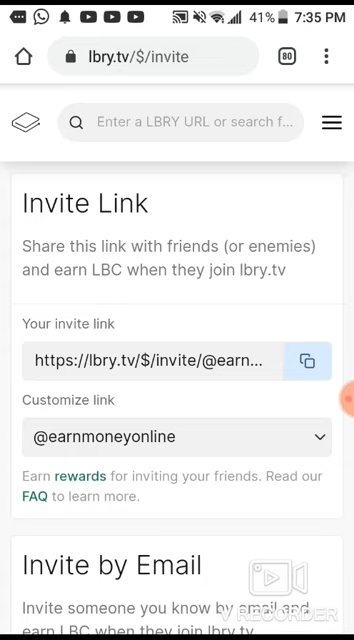 41% 7:35 PM
lbry.tv/$/invite
80
Enter a LBRY URL or search f...
Invite Link
Share this link with friends (or enemies)
and earn LBC when they join lbry.tv
Your invite link
https://lbry.tv/$/invite/@earn...
Customize link
@earnmoneyonline
Earn rewards for inviting your friends. Read our
FAQ to learn more.
Invite by Email
V RECORDER
Invite someone you know by email and
earn LBC when they join lbry.tv